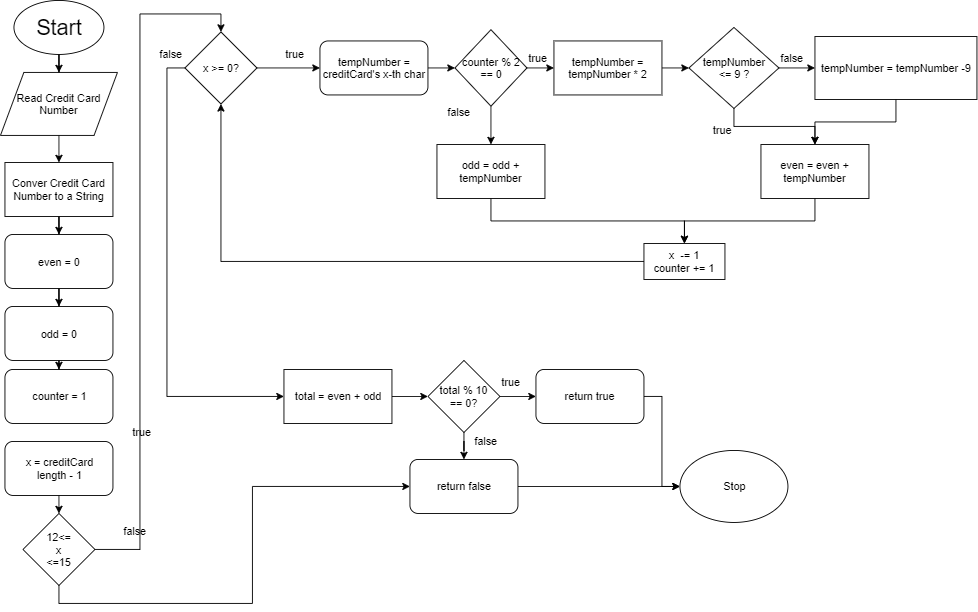 Start
Read Credit Card
Number
Conver Credit Card
Number to a String
even = 0
odd = 0
counter = 1
x = creditCard
length - 1
12<=
x
<=15
true
false
false
x >= 0?
true
tempNumber =
creditCard's x-th char
counter % 2
== 0
true
false
tempNumber =
tempNumber * 2
tempNumber
<= 9 ?
false
true
tempNumber = tempNumber -9
odd = odd +
tempNumber
even = even +
tempNumber
x -= 1
counter += 1
total = even + odd
total % 10
== 0?
true
false
return true
return false
Stop